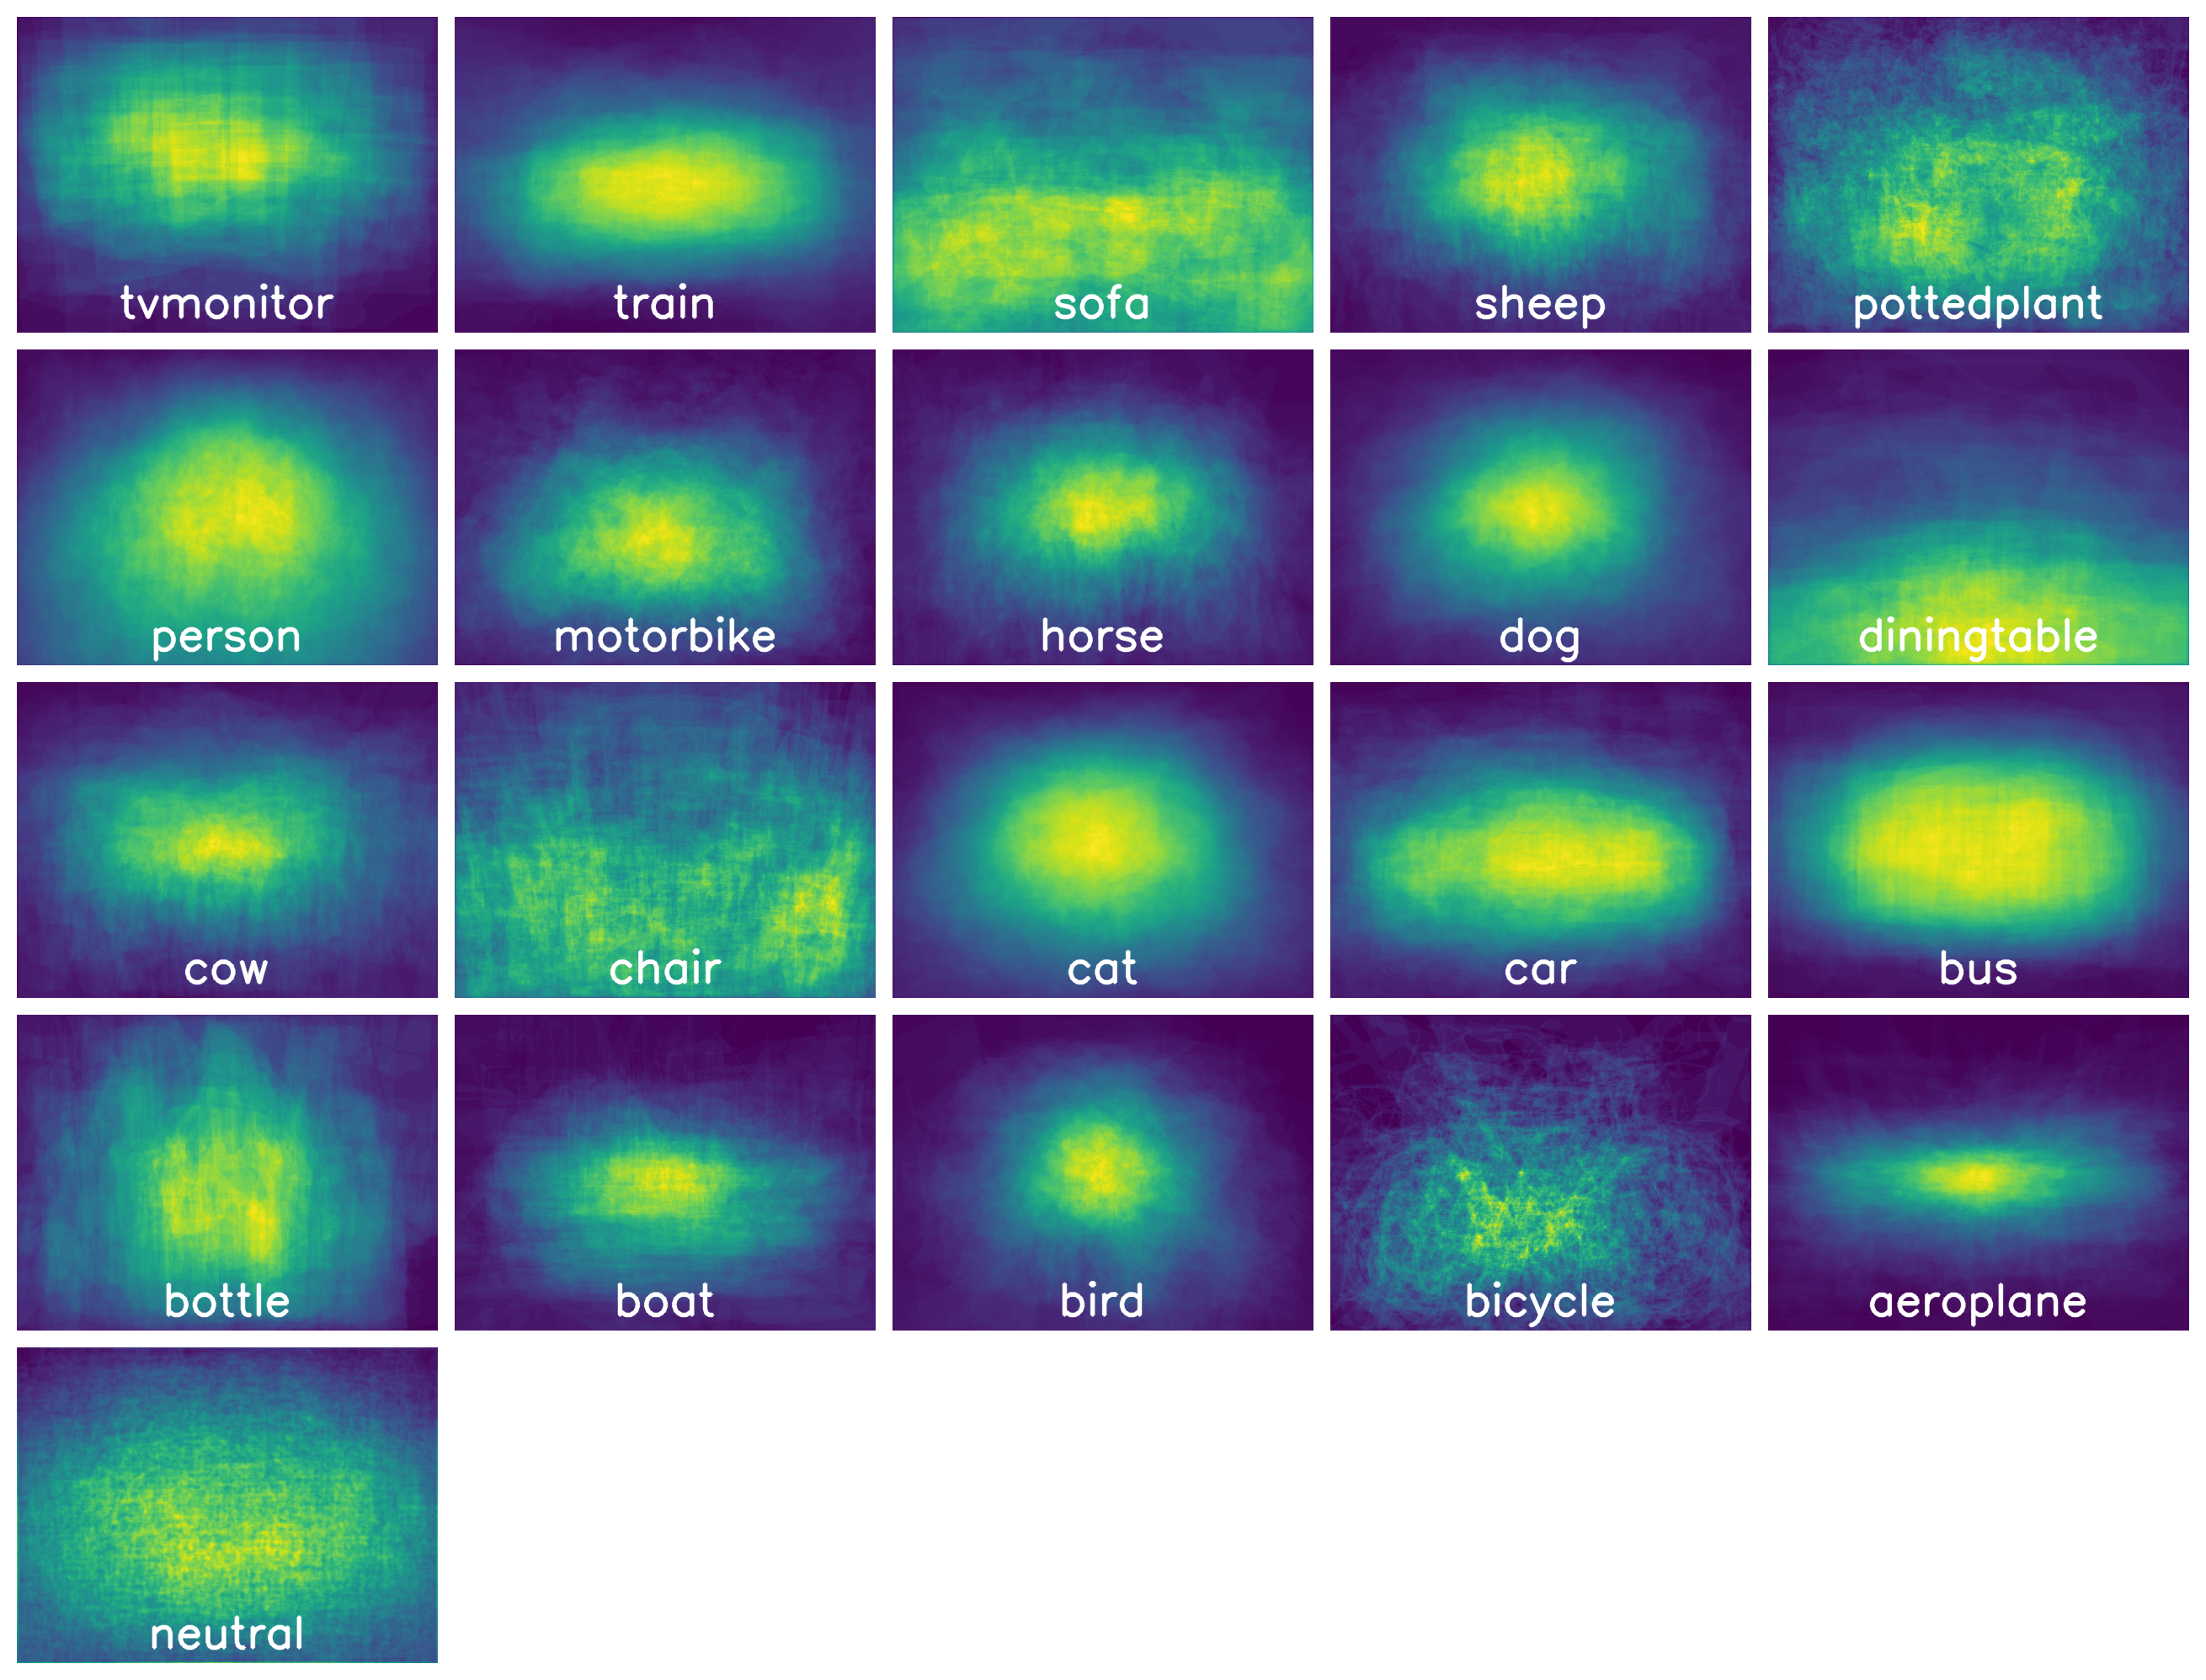 tvmonitor
train
sofa
sheep
pottedplant
person
motorbike
horse
dog
diningtable
cow
chair
cat
car
bus
bottle
boat
bird
bicycle
aeroplane
neutral